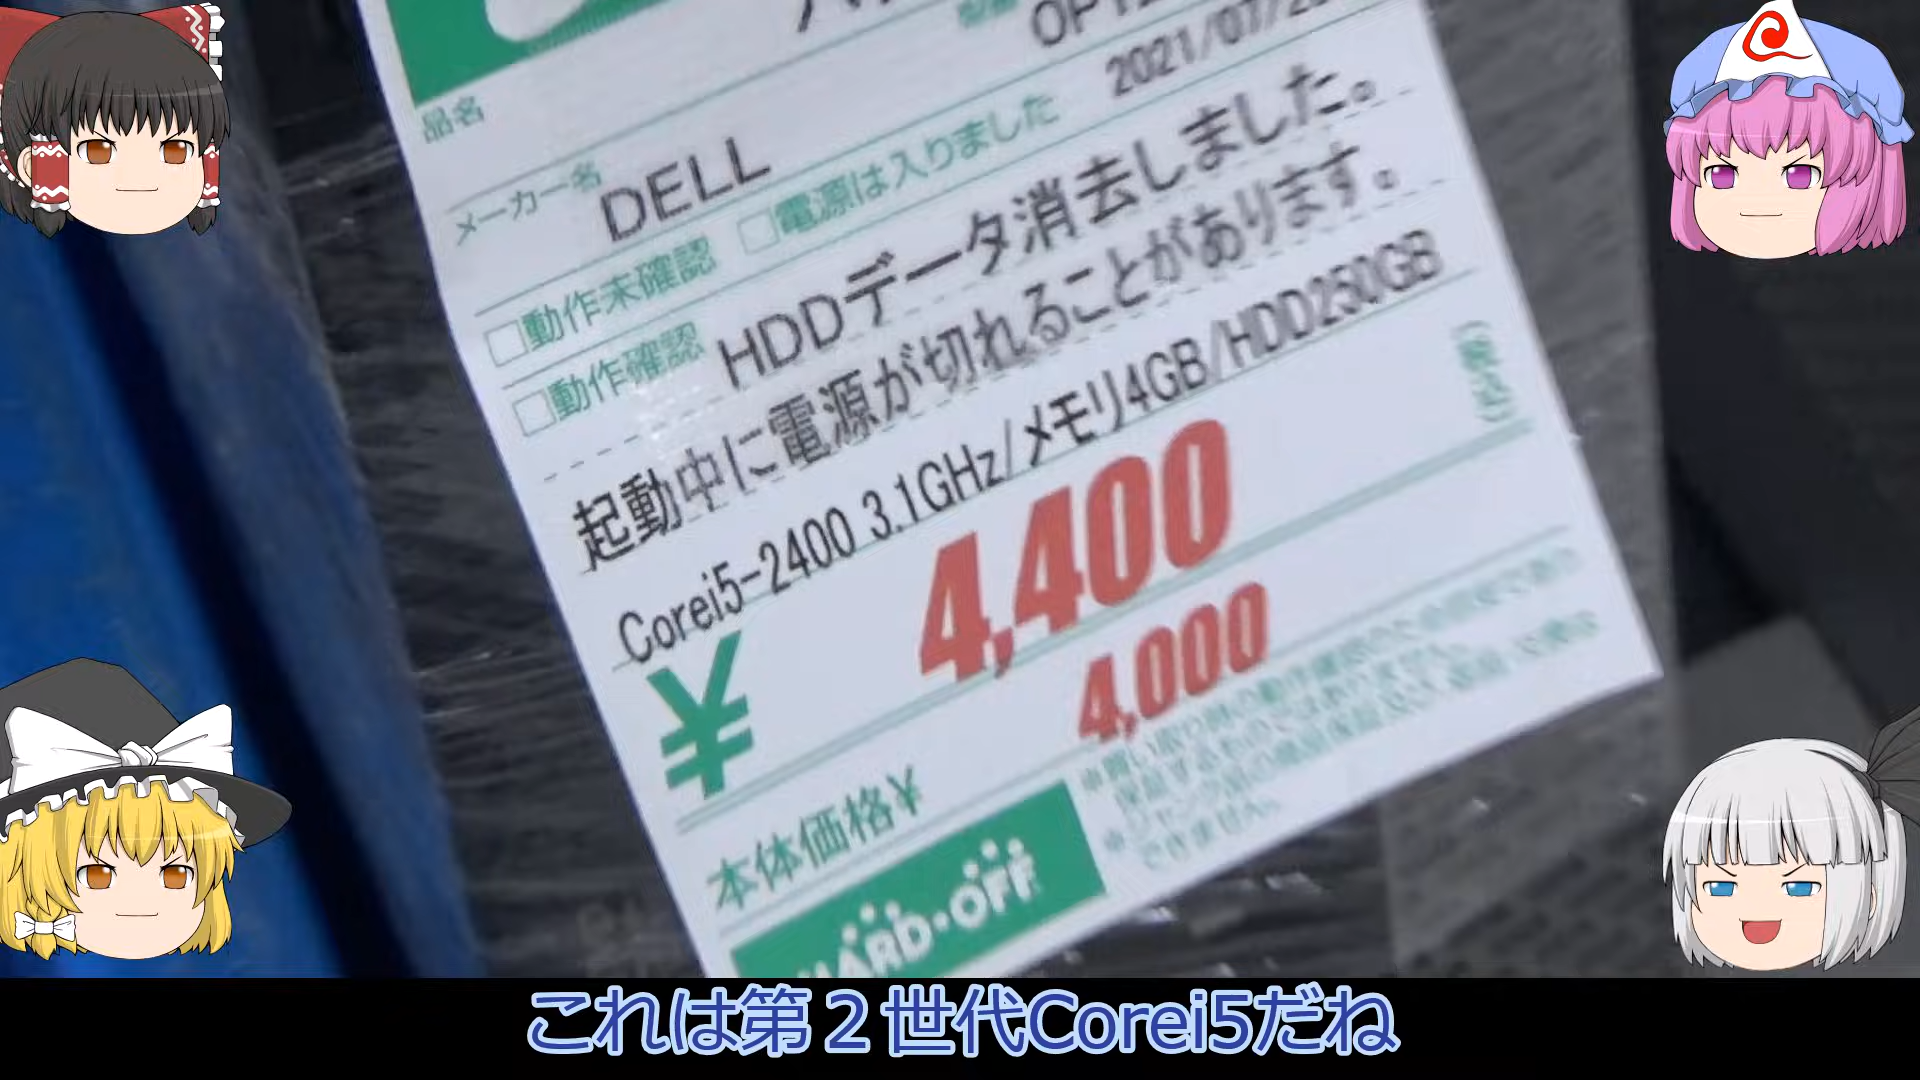 品名
2021/07/2
メーカー名 DELL
□動作未確認 □電源は入りました
□動作確認 HDDデータ消去しました。
起動中に電源が切れることがあります。
Corei5-2400 3.1GHz/メモリ4GB/HDD250GB
(税込)
¥ 4,400
本体価格¥ 4,000
HARD・OFF
これは第２世代Corei5だね